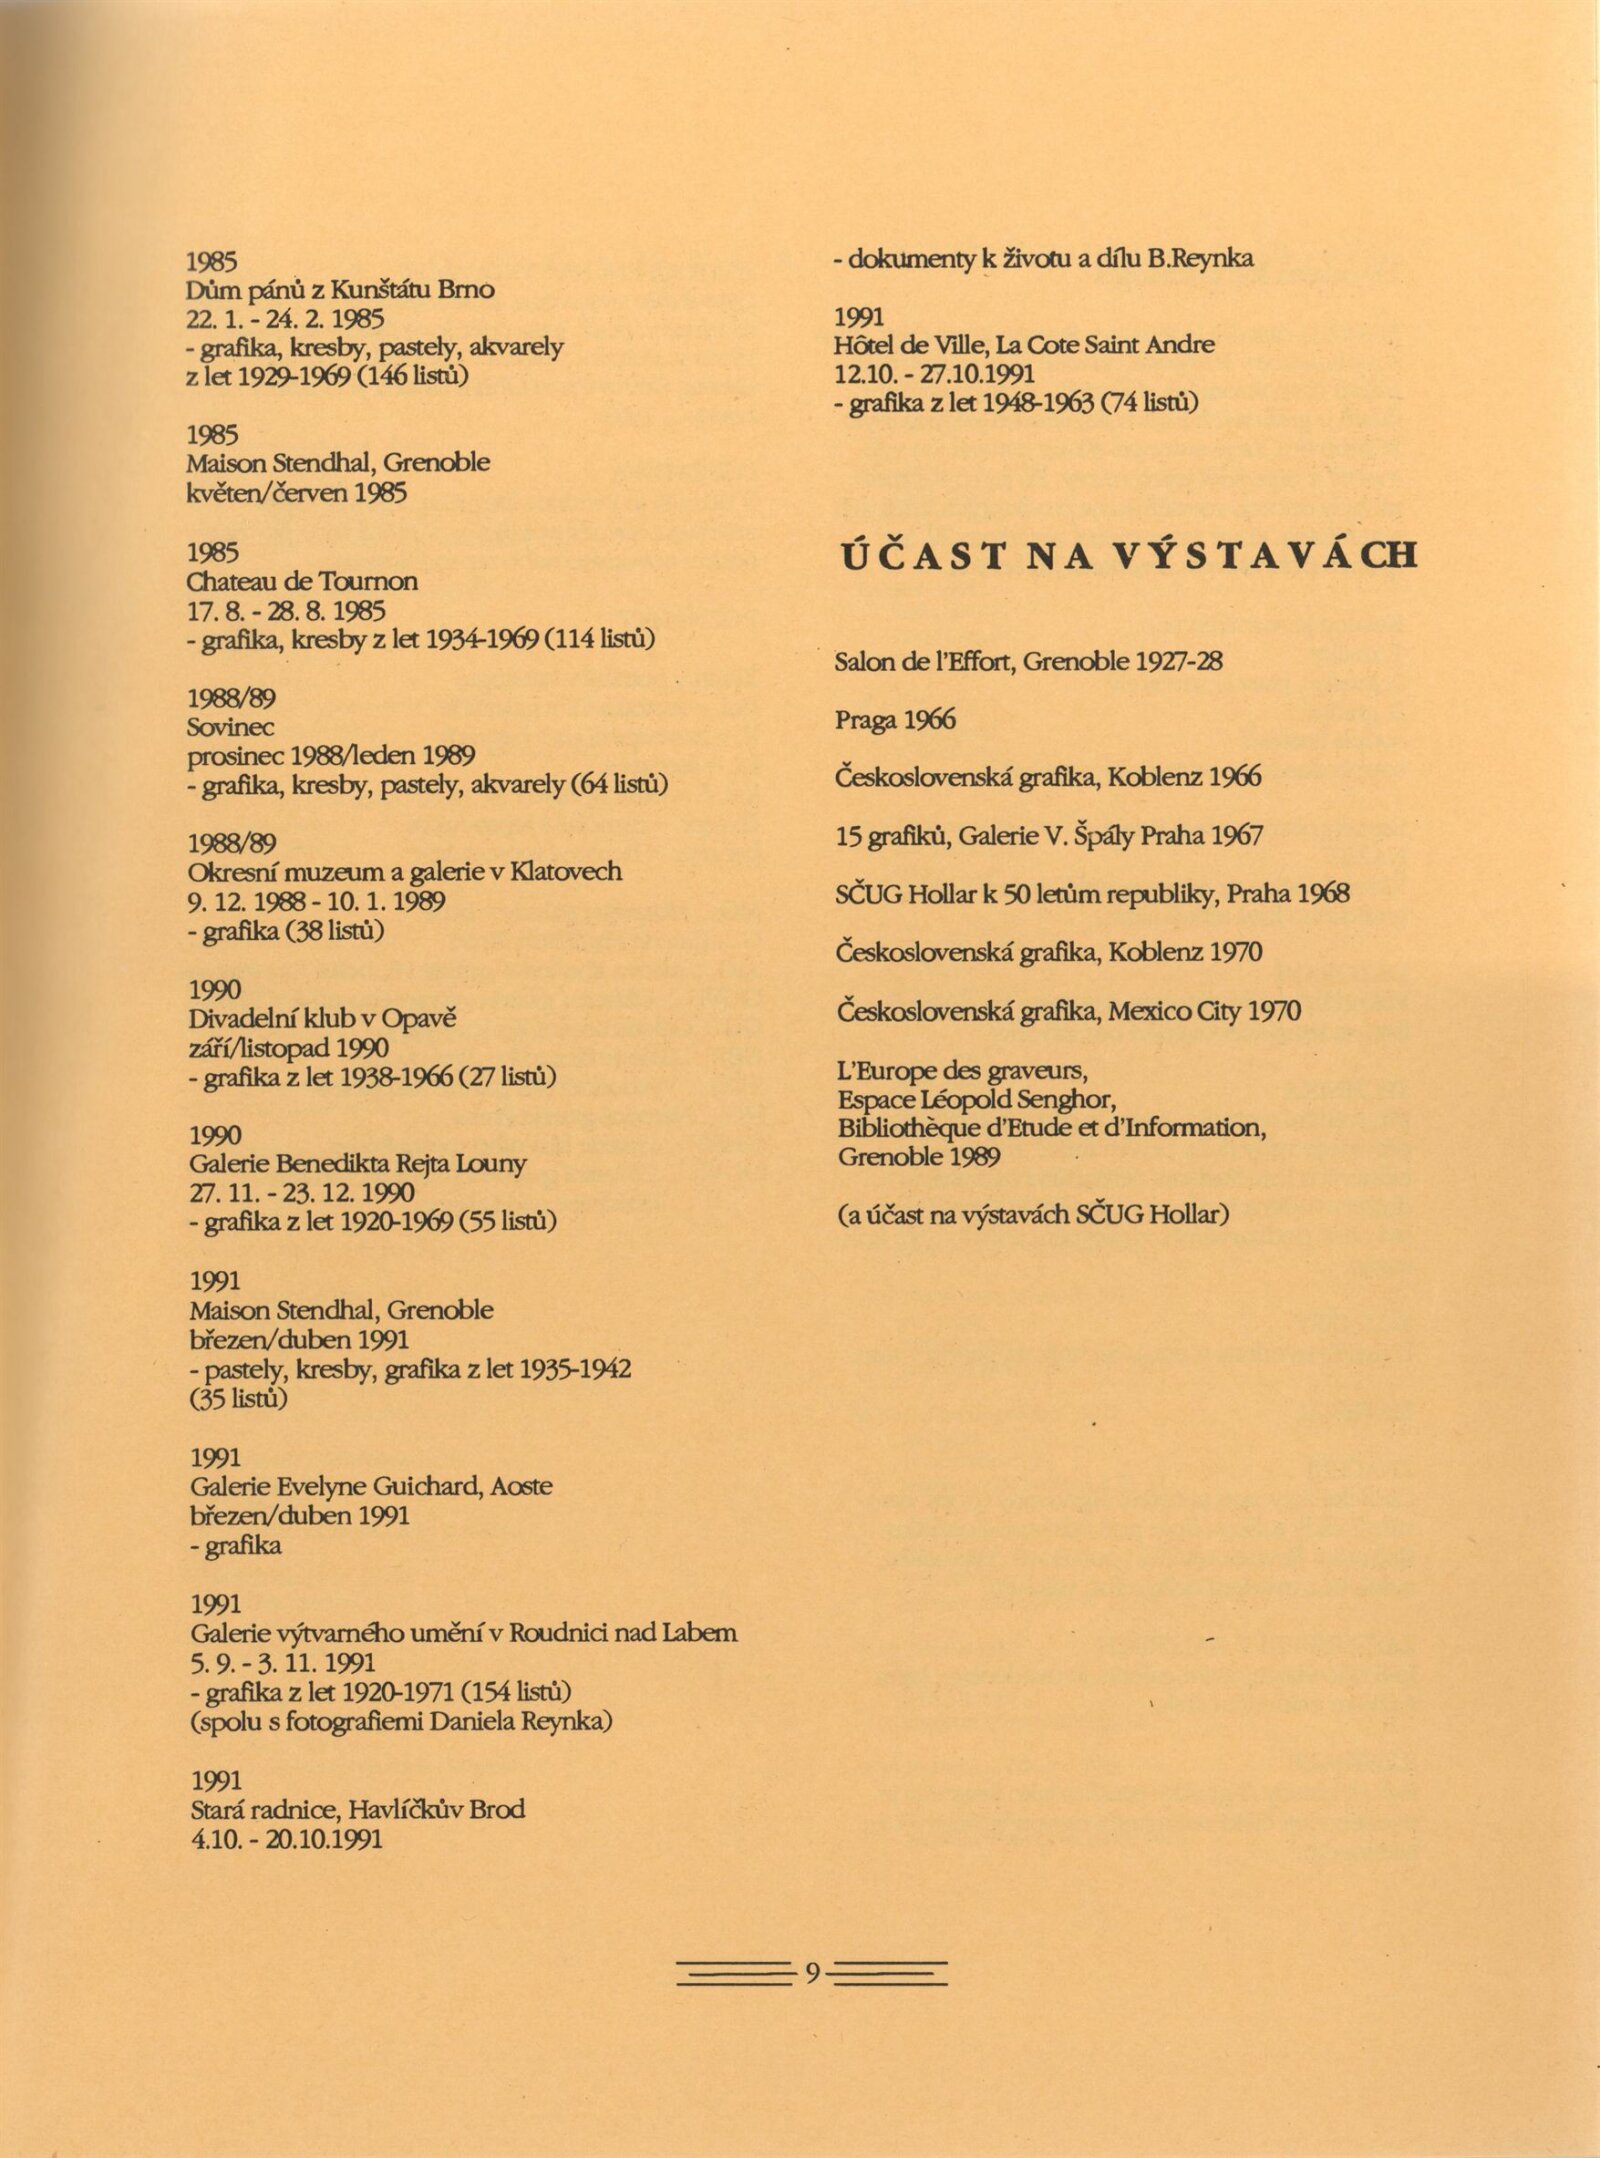 1985
Dům pánů z Kunštátu Brno
22. 1. - 24. 2. 1985
- grafika, kresby, pastely, akvarely
z let 1929-1969 (146 listů)
1985
Maison Stendhal, Grenoble
květen/červen 1985
1985
Chateau de Tournon
17. 8. - 28. 8. 1985
- grafika, kresby z let 1934-1969 (114 listů)
1988/89
Sovinec
prosinec 1988/leden 1989
- grafika, kresby, pastely, akvarely (64 listů)
1988/89
Okresní muzeum a galerie v Klatovech
9. 12. 1988 - 10. 1. 1989
- grafika (38 listů)
1990
Divadelní klub v Opavě
září/listopad 1990
- grafika z let 1938-1966 (27 listů)
1990
Galerie Benedikta Rejta Louny
27. 11. - 23. 12. 1990
- grafika z let 1920-1969 (55 listů)
1991
Maison Stendhal, Grenoble
březen/duben 1991
- pastely, kresby, grafika z let 1935-1942
(35 listů)
1991
Galerie Evelyne Guichard, Aoste
březen/duben 1991
- grafika
1991
Galerie výtvarného umění v Roudnici nad Labem
5. 9. - 3. 11. 1991
- grafika z let 1920-1971 (154 listů)
(spolu s fotografiemi Daniela Reynka)
1991
Stará radnice, Havlíčkův Brod
4.10. - 20.10.1991
- dokumenty k životu a dílu B.Reynka
1991
Hôtel de Ville, La Cote Saint Andre
12.10. - 27.10.1991
- grafika z let 1948-1963 (74 listů)
ÚČAST NA VÝSTAVÁCH
Salon de l'Effort, Grenoble 1927-28
Praga 1966
Československá grafika, Koblenz 1966
15 grafiků, Galerie V. Špály Praha 1967
SČUG Hollar k 50 letům republiky, Praha 1968
Československá grafika, Koblenz 1970
Československá grafika, Mexico City 1970
L'Europe des graveurs,
Espace Léopold Senghor,
Bibliothèque d'Etude et d'Information,
Grenoble 1989
(a účast na výstavách SČUG Hollar)
9